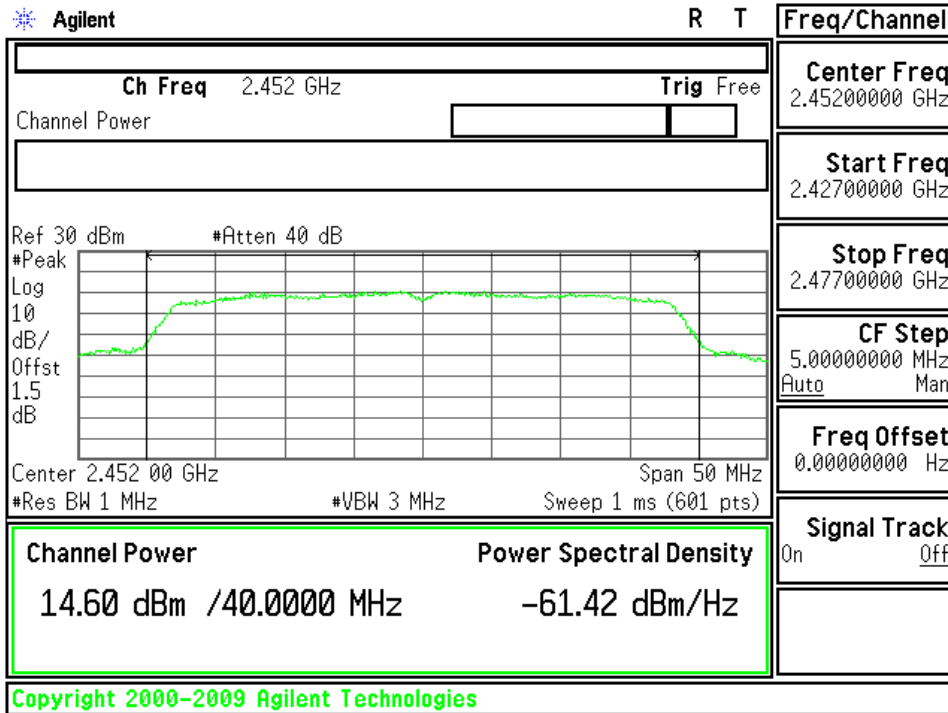 Agilent R T
Freq/Channel
Ch Freq 2.452 GHz Trig Free
Channel Power
Center Freq
2.45200000 GHz
Start Freq
2.42700000 GHz
Stop Freq
2.47700000 GHz
CF Step
5.00000000 MHz
Auto Man
Freq Offset
0.00000000 Hz
Signal Track
On Off
Ref 30 dBm #Atten 40 dB
#Peak
Log
10
dB/
Offst
1.5
dB
Center 2.452 00 GHz Span 50 MHz
#Res BW 1 MHz #VBW 3 MHz Sweep 1 ms (601 pts)
Channel Power Power Spectral Density
14.60 dBm /40.0000 MHz -61.42 dBm/Hz
Copyright 2000-2009 Agilent Technologies